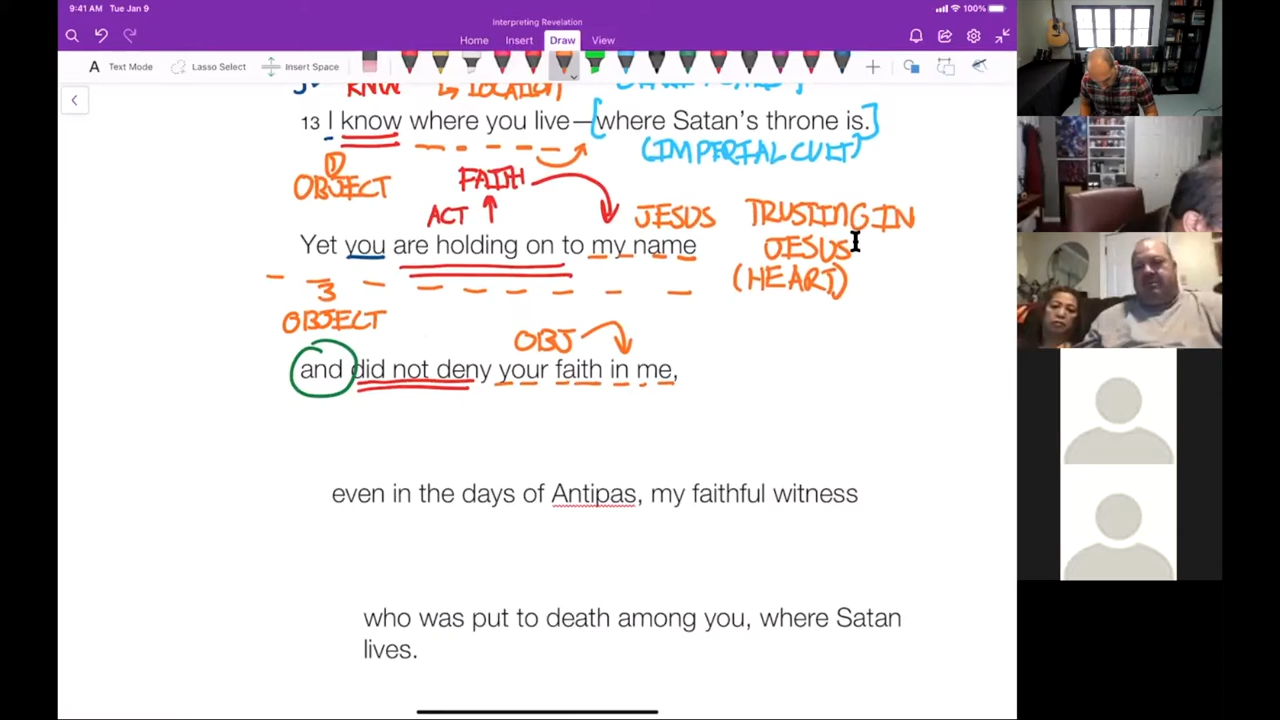 9:41 AM Tue Jan 9
100%
Interpreting Revelation
Home Insert Draw View
Text Mode Lasso Select Insert Space
KNW LOCATION
13 I know where you live—[where Satan's throne is.]
(IMPERIAL CULT)
1
OBJECT
FAITH
ACT
JESUS TRUSTING IN
JESUS
(HEART)
Yet you are holding on to my name
3
OBJECT
OBJ
and did not deny your faith in me,
even in the days of Antipas, my faithful witness
who was put to death among you, where Satan
lives.